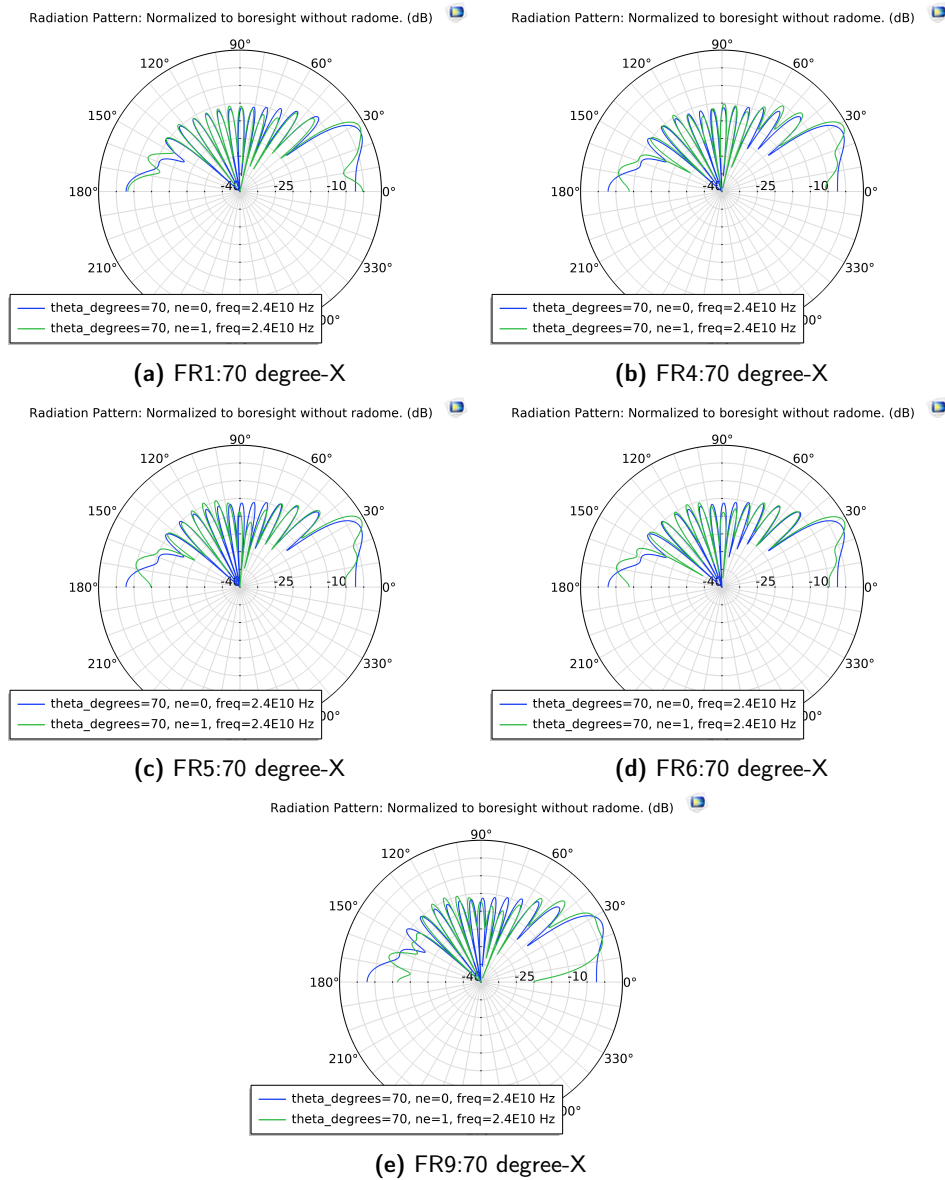 Radiation Pattern: Normalized to boresight without radome. (dB)
90°
120° 60°
150° 30°
180° -40 -25 -10 0°
210° 330°
00°
theta_degrees=70, ne=0, freq=2.4E10 Hz
theta_degrees=70, ne=1, freq=2.4E10 Hz
(a) FR1:70 degree-X
Radiation Pattern: Normalized to boresight without radome. (dB)
90°
120° 60°
150° 30°
180° -40 -25 -10 0°
210° 330°
00°
theta_degrees=70, ne=0, freq=2.4E10 Hz
theta_degrees=70, ne=1, freq=2.4E10 Hz
(b) FR4:70 degree-X
Radiation Pattern: Normalized to boresight without radome. (dB)
90°
120° 60°
150° 30°
180° -25 -10 0°
210° 330°
00°
theta_degrees=70, ne=0, freq=2.4E10 Hz
theta_degrees=70, ne=1, freq=2.4E10 Hz
(c) FR5:70 degree-X
Radiation Pattern: Normalized to boresight without radome. (dB)
90°
120° 60°
150° 30°
180° -40 -25 -10 0°
210° 330°
00°
theta_degrees=70, ne=0, freq=2.4E10 Hz
theta_degrees=70, ne=1, freq=2.4E10 Hz
(d) FR6:70 degree-X
Radiation Pattern: Normalized to boresight without radome. (dB)
90°
120° 60°
150° 30°
180° -40 -25 -10 0°
210° 330°
00°
theta_degrees=70, ne=0, freq=2.4E10 Hz
theta_degrees=70, ne=1, freq=2.4E10 Hz
(e) FR9:70 degree-X